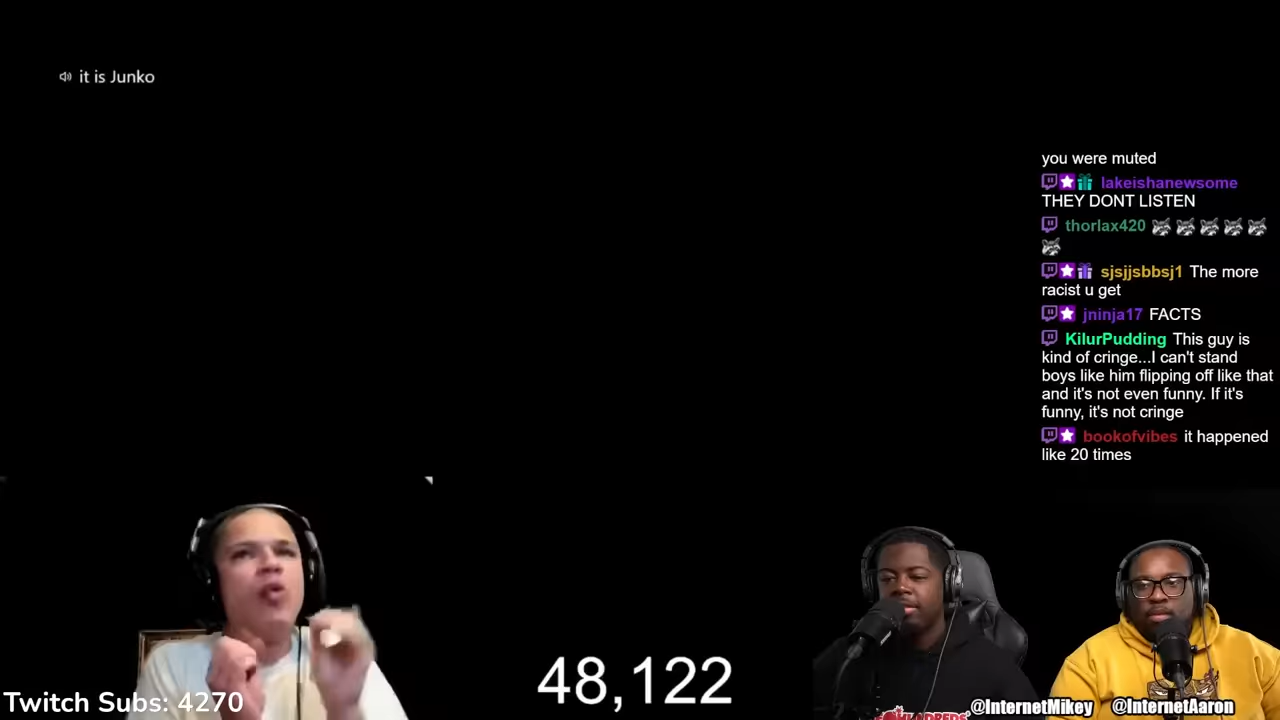 it is Junko
you were muted
lakeishanewsome
THEY DONT LISTEN
thorlax420
sjsjjsbbsj1 The more
racist u get
jninja17 FACTS
KilurPudding This guy is
kind of cringe...I can't stand
boys like him flipping off like that
and it's not even funny. If it's
funny, it's not cringe
bookofvibes it happened
like 20 times
48,122
Twitch Subs: 4270
@InternetMikey @InternetAaron